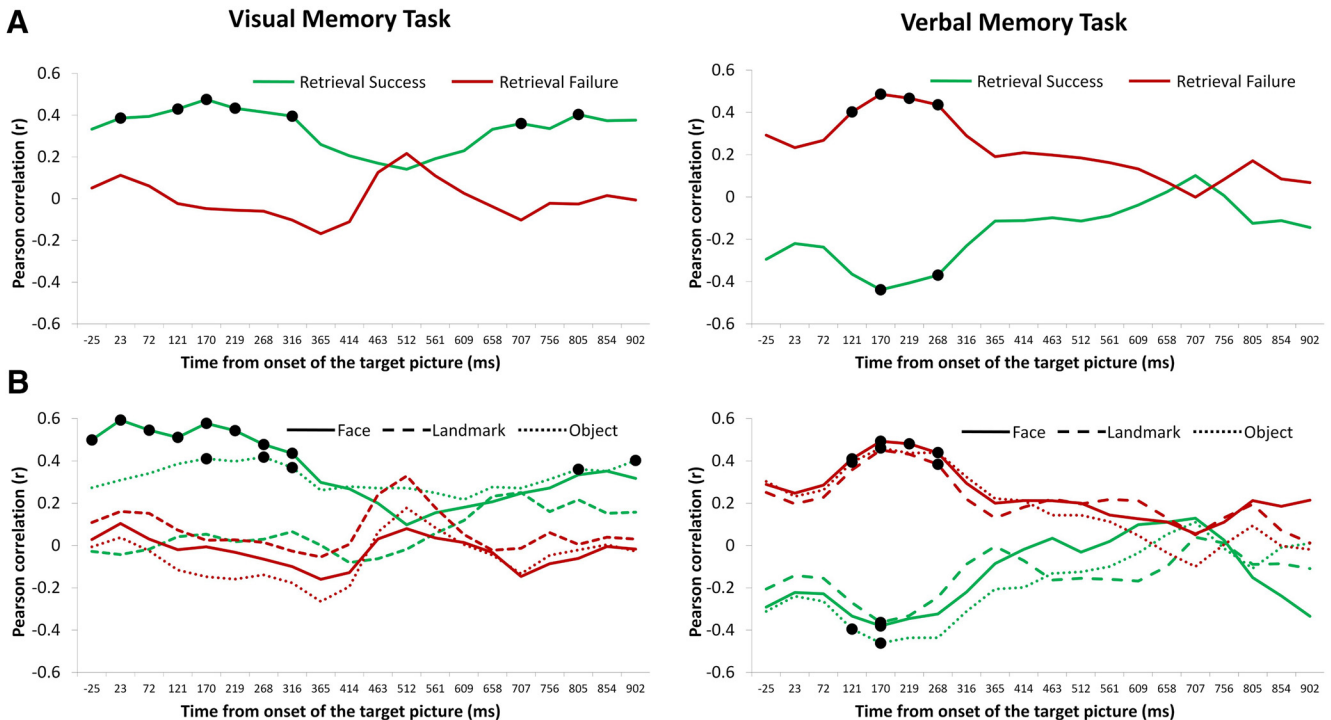 A
Visual Memory Task
Verbal Memory Task
Retrieval Success
Retrieval Failure
Pearson correlation (r)
0.6
0.4
0.2
0
-0.2
-0.4
-0.6
-25 23 72 121 170 219 268 316 365 414 463 512 561 609 658 707 756 805 854 902
Time from onset of the target picture (ms)
Retrieval Success
Retrieval Failure
Pearson correlation (r)
0.6
0.4
0.2
0
-0.2
-0.4
-0.6
-25 23 72 121 170 219 268 316 365 414 463 512 561 609 658 707 756 805 854 902
Time from onset of the target picture (ms)
B
Face
Landmark
Object
Pearson correlation (r)
0.6
0.4
0.2
0
-0.2
-0.4
-0.6
-25 23 72 121 170 219 268 316 365 414 463 512 561 609 658 707 756 805 854 902
Time from onset of the target picture (ms)
Face
Landmark
Object
Pearson correlation (r)
0.6
0.4
0.2
0
-0.2
-0.4
-0.6
-25 23 72 121 170 219 268 316 365 414 463 512 561 609 658 707 756 805 854 902
Time from onset of the target picture (ms)